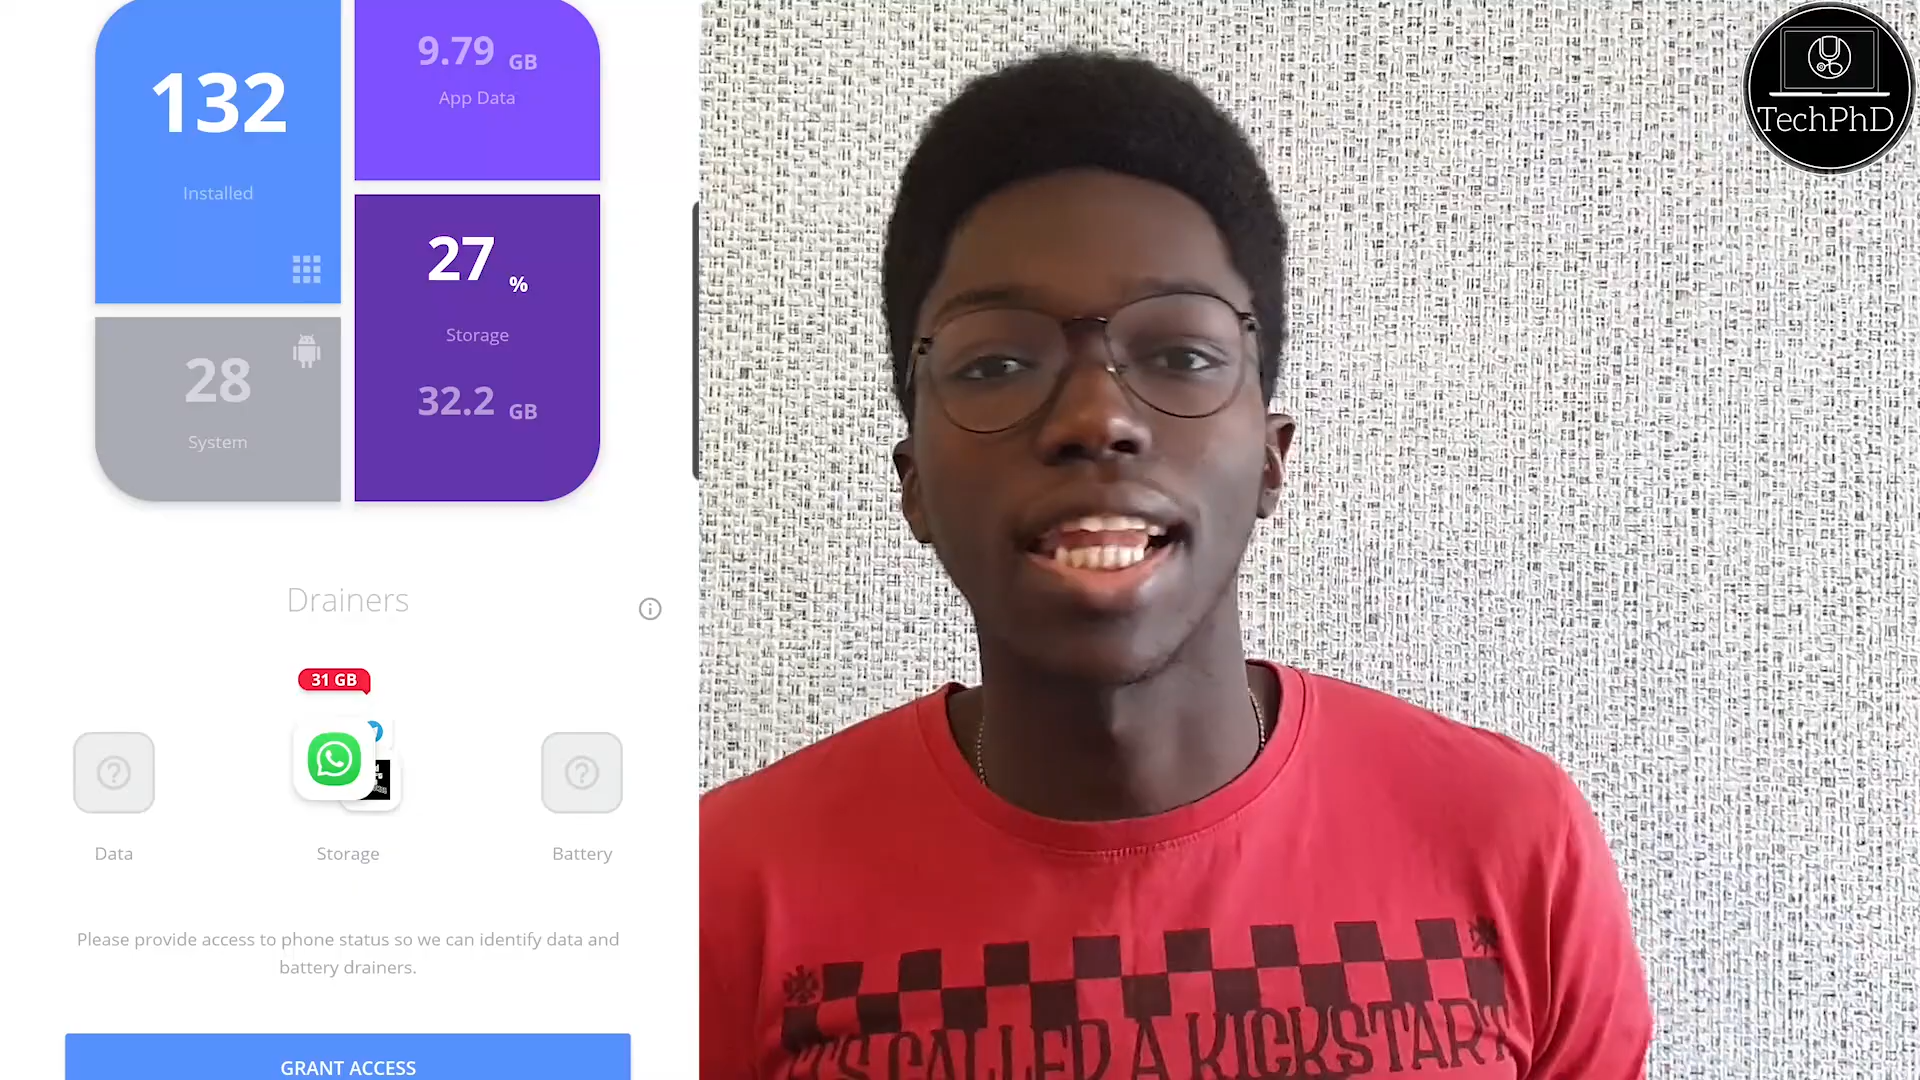 132
Installed
28
System
9.79 GB
App Data
27 %
Storage
32.2 GB
Drainers
31 GB
Data
Storage
Battery
Please provide access to phone status so we can identify data and
battery drainers.
GRANT ACCESS
TechPhD
IT'S CALLED A KICKSTART